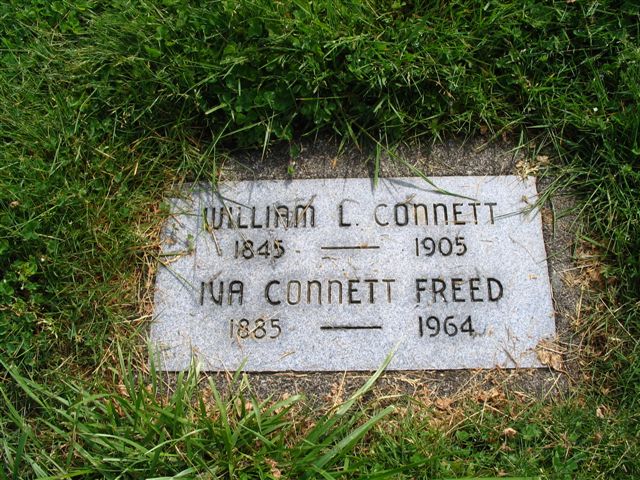 WILLIAM L. CONNETT
1845 — 1905
IVA CONNETT FREED
1885 — 1964